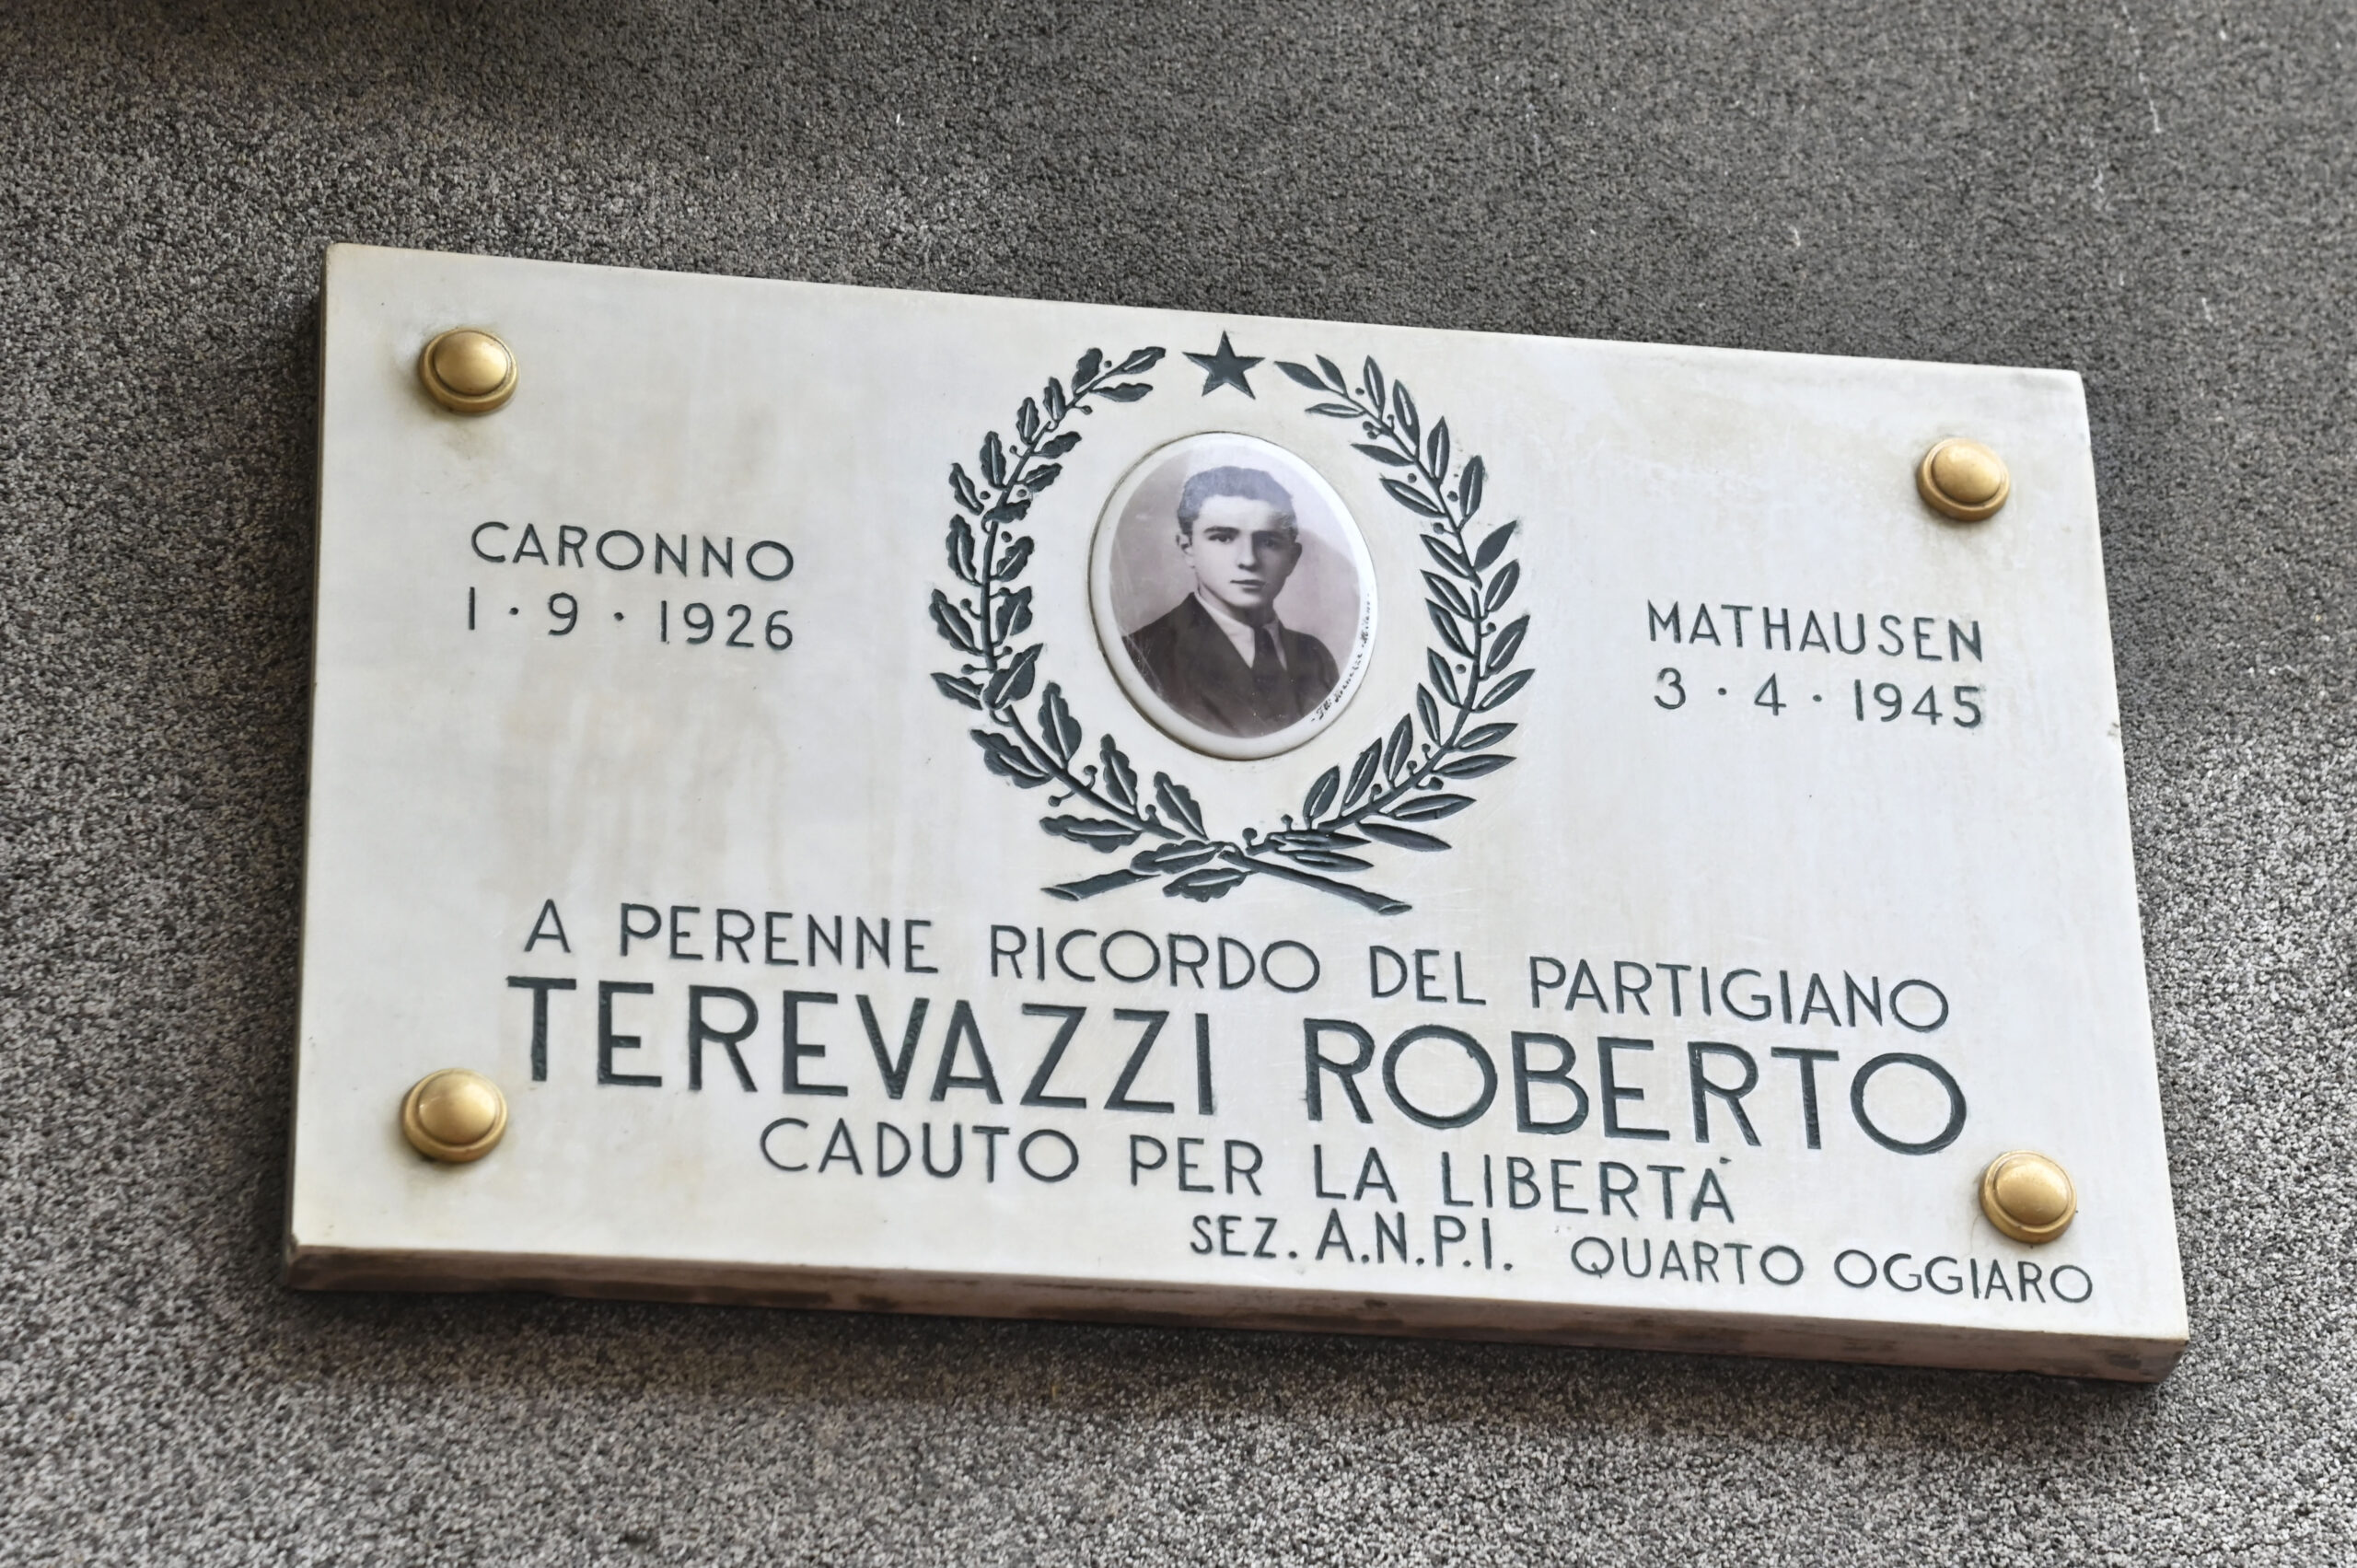 CARONNO
1 · 9 · 1926
MATHAUSEN
3 · 4 · 1945
A PERENNE RICORDO DEL PARTIGIANO
TEREVAZZI ROBERTO
CADUTO PER LA LIBERTÀ
SEZ. A.N.P.I. QUARTO OGGIARO